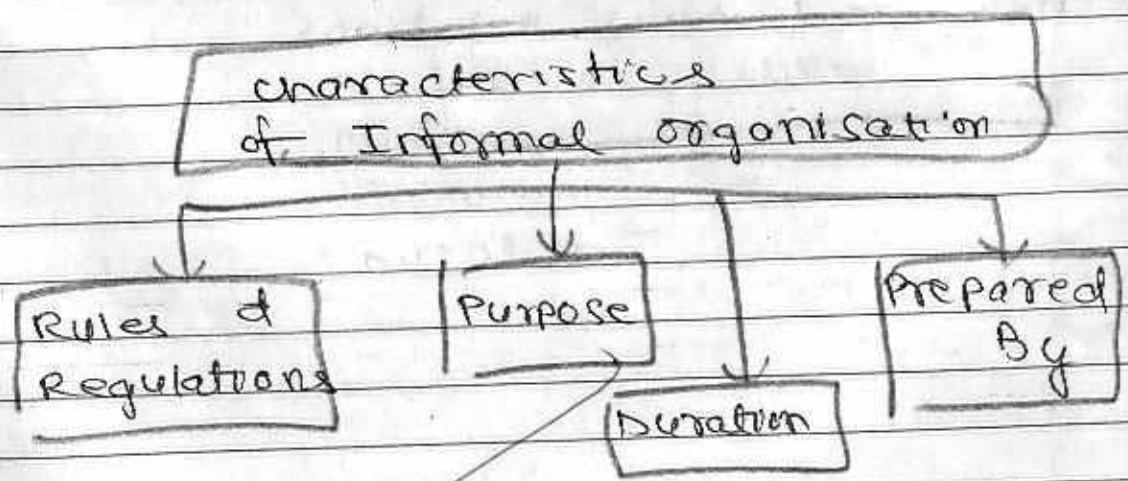 characteristics
of Informal organisation
Rules &
Regulations
Purpose
Duration
Prepared
By